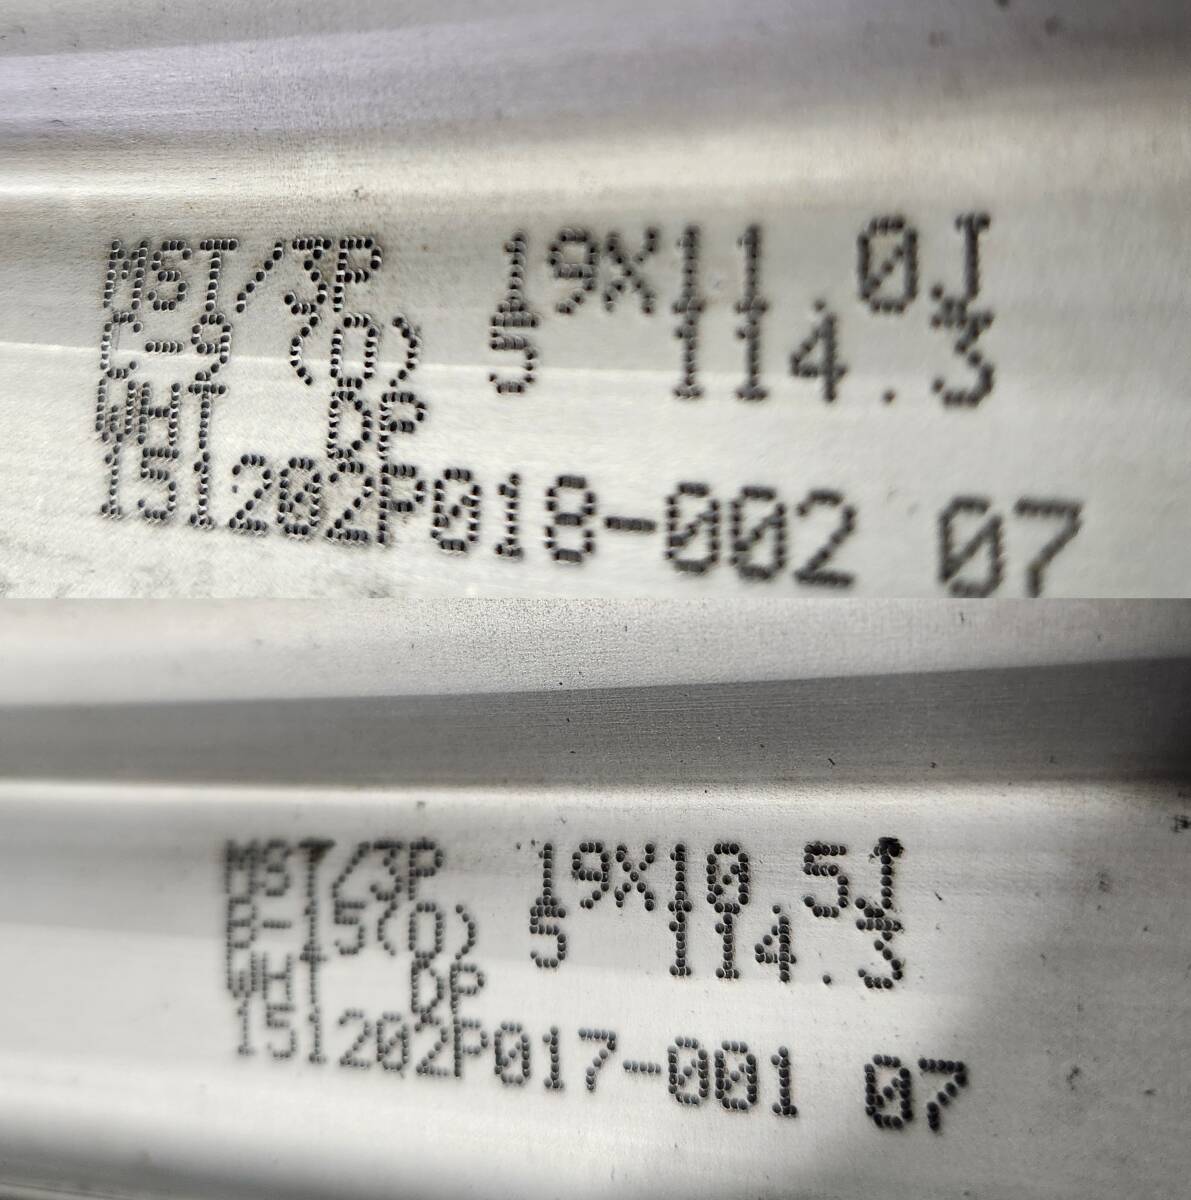 MST/3P 19X11.0J
C-9 (O) 5 114.3
WHT DP
151202P018-002 07
MST/3P 19X10.5J
B-15(O) 5 114.3
WHT DP
151202P017-001 07